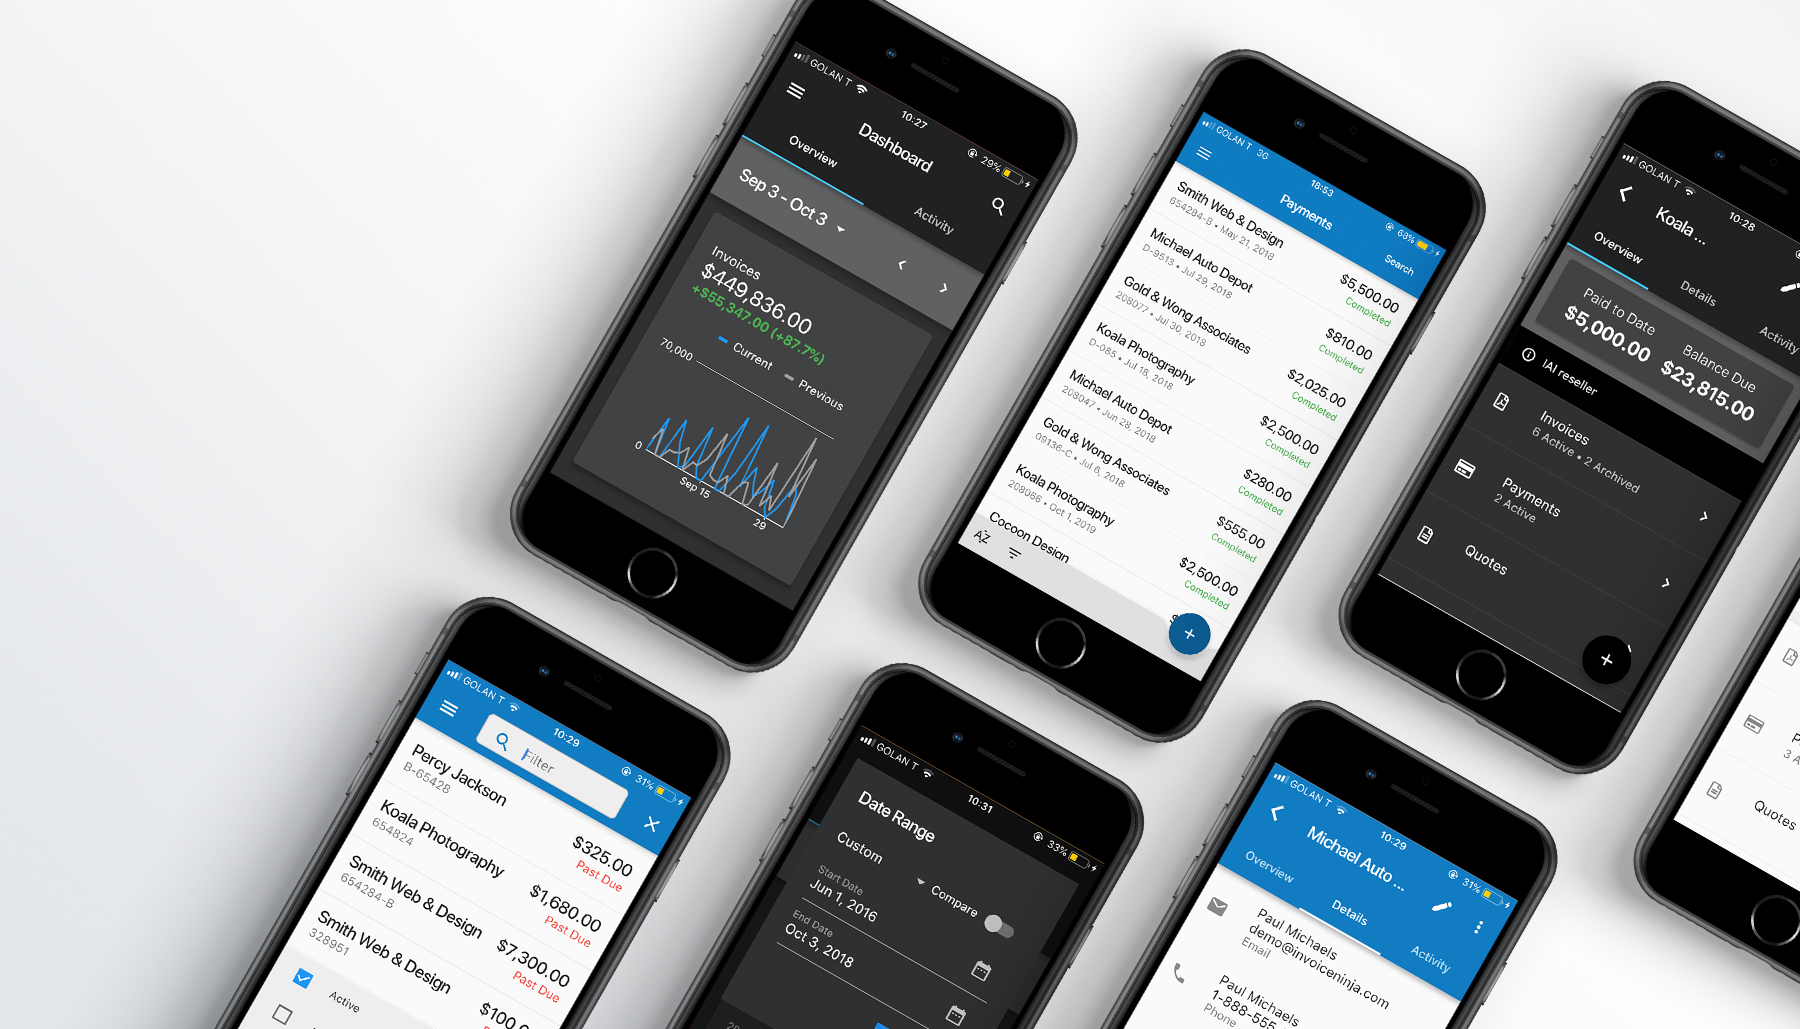 GOLAN T
10:27
29%
Dashboard
Overview
Activity
Sep 3 - Oct 3
Invoices
$449,836.00
+$55,347.00 (+87.7%)
Current
Previous
70,000
0
Sep 15
29
GOLAN T 3G
18:53
Payments
Search
Smith Web & Design
654284-B • May 21, 2018
$5,500.00
Completed
Michael Auto Depot
D-9513 • Jul 29, 2018
$810.00
Completed
Gold & Wong Associates
208077 • Jul 30, 2018
$2,025.00
Completed
Koala Photography
D-085 • Jul 18, 2018
$2,500.00
Completed
Michael Auto Depot
209047 • Jun 28, 2018
$280.00
Completed
Gold & Wong Associates
09136-C • Jul 6, 2018
$555.00
Completed
Koala Photography
208066 • Oct 1, 2019
$2,500.00
Completed
Cocoon Design
AZ
+
GOLAN T
10:28
Koala ...
Overview
Details
Activity
Paid to Date
$5,000.00
Balance Due
$23,815.00
IAI reseller
Invoices
6 Active • 2 Archived
Payments
2 Active
Quotes
+
GOLAN T
10:29
31%
Filter
Percy Jackson
B-65428
$325.00
Past Due
Koala Photography
654824
$1,680.00
Past Due
Smith Web & Design
654284-B
$7,300.00
Past Due
Smith Web & Design
328951
Active
GOLAN T
10:31
33%
Date Range
Custom
Compare
Start Date
Jun 1, 2016
End Date
Oct 3, 2018
GOLAN T
10:29
31%
Michael Auto ...
Overview
Details
Activity
Paul Michaels
demo@invoiceninja.com
Email
Paul Michaels
1-888-555
Phone
Quotes